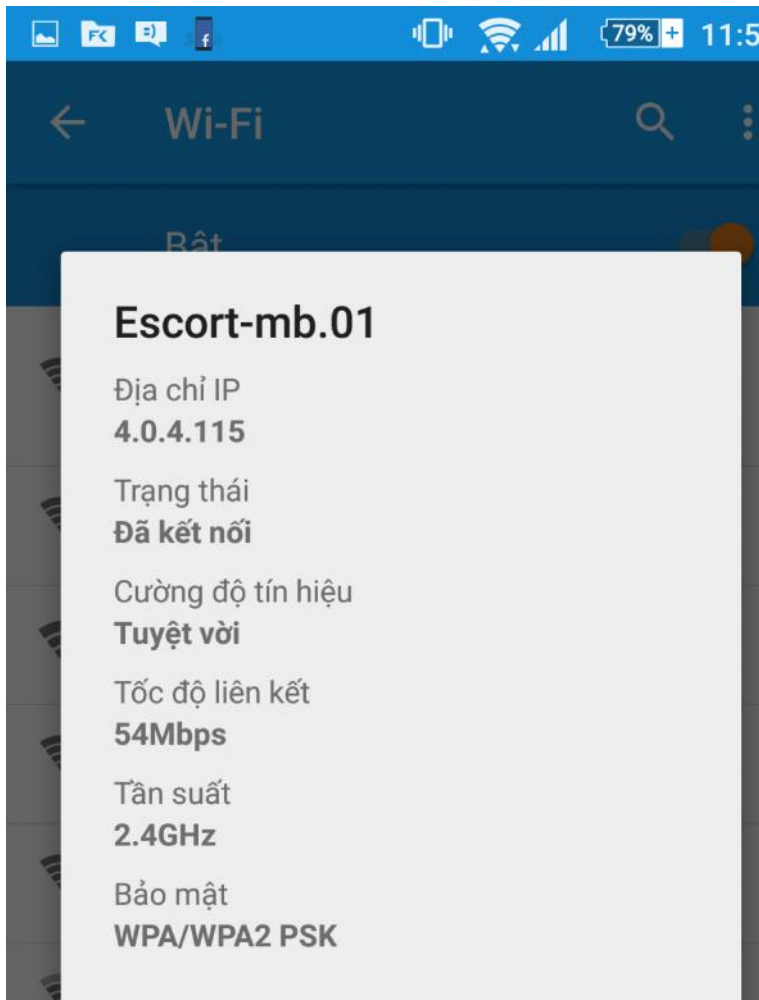 79% 11:5
Wi-Fi
Bật
Escort-mb.01
Địa chỉ IP
4.0.4.115
Trạng thái
Đã kết nối
Cường độ tín hiệu
Tuyệt vời
Tốc độ liên kết
54Mbps
Tần suất
2.4GHz
Bảo mật
WPA/WPA2 PSK